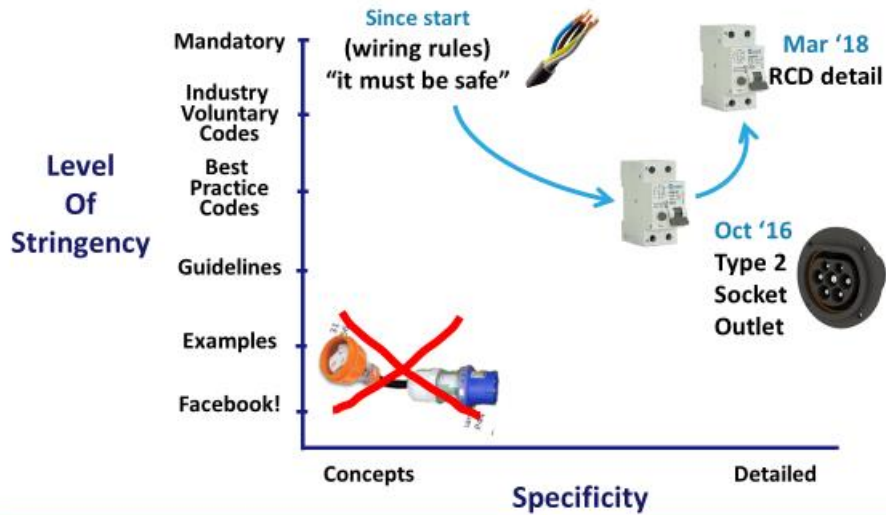 Since start
(wiring rules)
"it must be safe"
Mar ‘18
RCD detail
Mandatory
Industry
Voluntary
Codes
Best
Practice
Codes
Guidelines
Examples
Facebook!
Level
Of
Stringency
Oct ‘16
Type 2
Socket
Outlet
Concepts
Detailed
Specificity